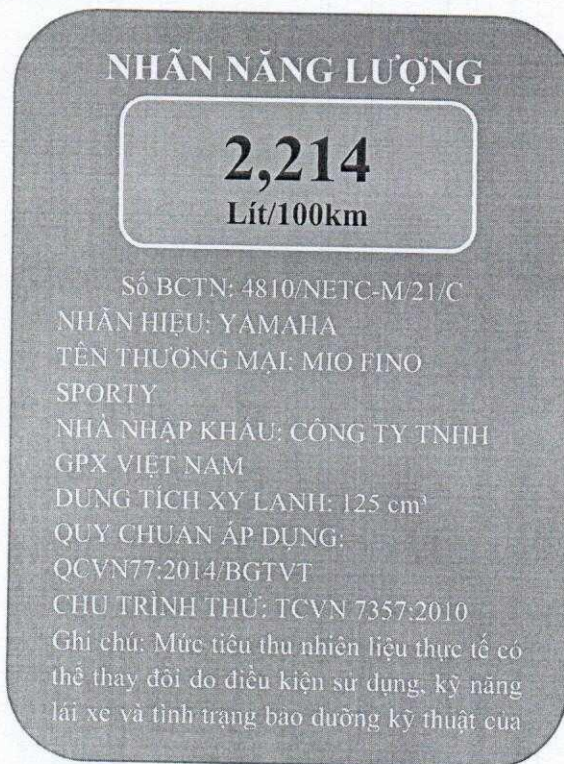 NHÃN NĂNG LƯỢNG
2,214
Lít/100km
Số BCTN: 4810/NETC-M/21/C
NHÃN HIỆU: YAMAHA
TÊN THƯƠNG MẠI: MIO FINO
SPORTY
NHÀ NHẬP KHẨU: CÔNG TY TNHH
GPX VIỆT NAM
DUNG TÍCH XY LANH: 125 cm³
QUY CHUẨN ÁP DỤNG:
QCVN77:2014/BGTVT
CHU TRÌNH THỬ: TCVN 7357:2010
Ghi chú: Mức tiêu thụ nhiên liệu thực tế có
thể thay đổi do điều kiện sử dụng, kỹ năng
lái xe và tình trạng bảo dưỡng kỹ thuật của